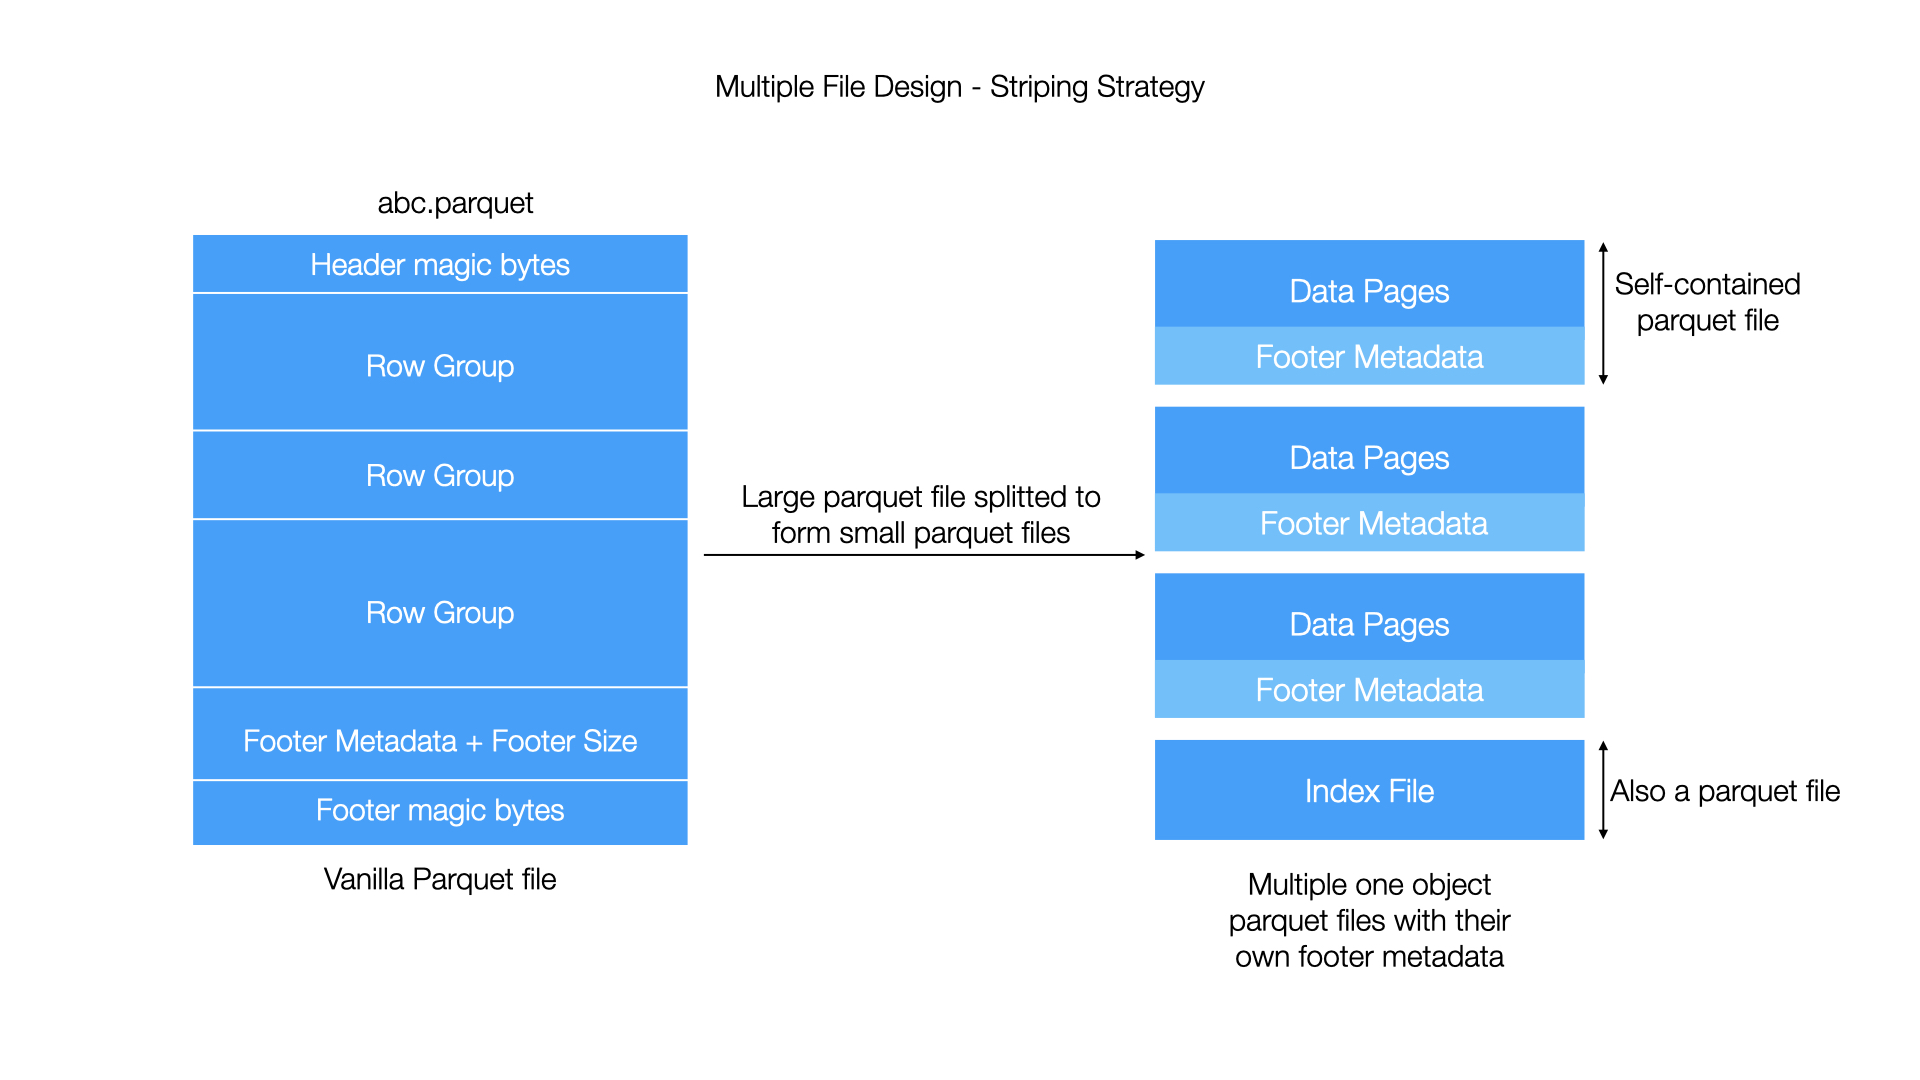 Multiple File Design - Striping Strategy
abc.parquet
Header magic bytes
Row Group
Row Group
Row Group
Footer Metadata + Footer Size
Footer magic bytes
Vanilla Parquet file
Large parquet file splitted to
form small parquet files
Data Pages
Footer Metadata
Self-contained
parquet file
Data Pages
Footer Metadata
Data Pages
Footer Metadata
Index File
Also a parquet file
Multiple one object
parquet files with their
own footer metadata